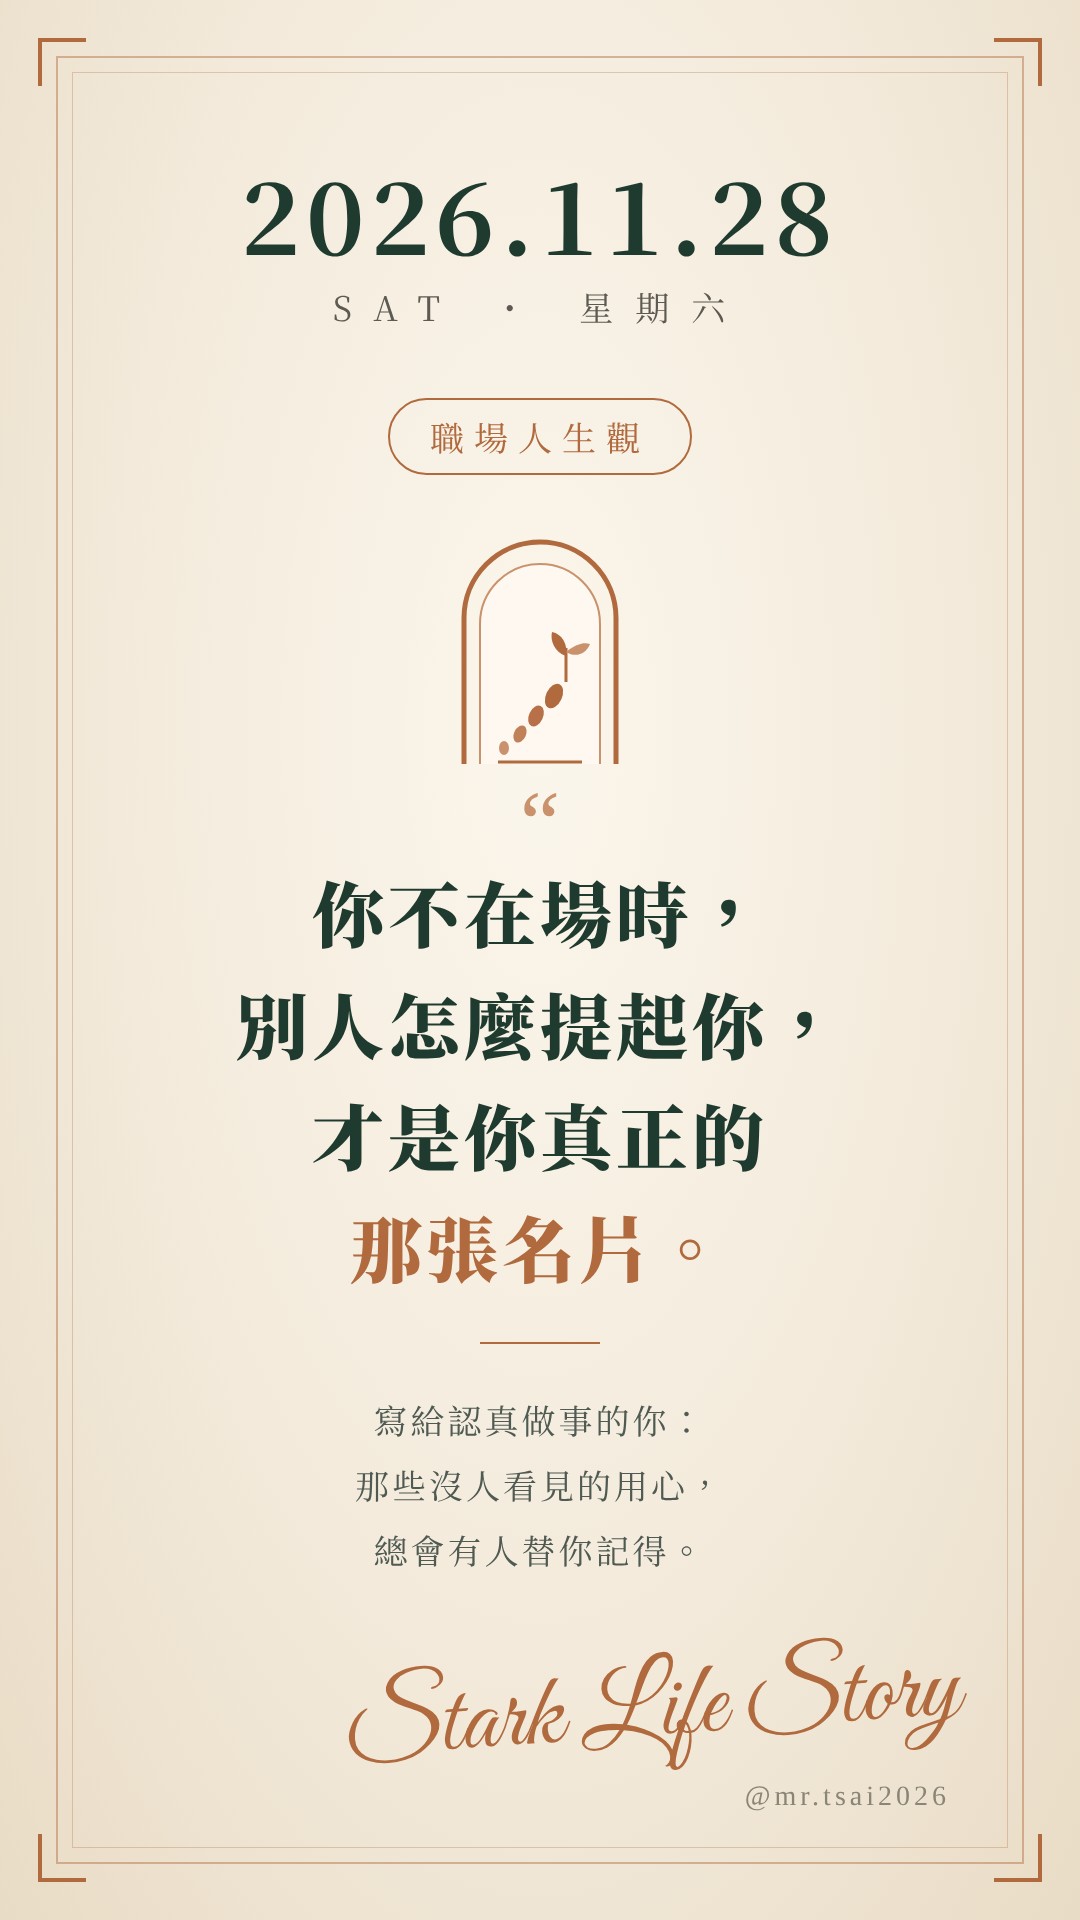 2026.11.28
SAT · 星期六
職場人生觀
“
你不在場時，
別人怎麼提起你，
才是你真正的
那張名片。
寫給認真做事的你：
那些沒人看見的用心，
總會有人替你記得。
Stark Life Story
@mr.tsai2026